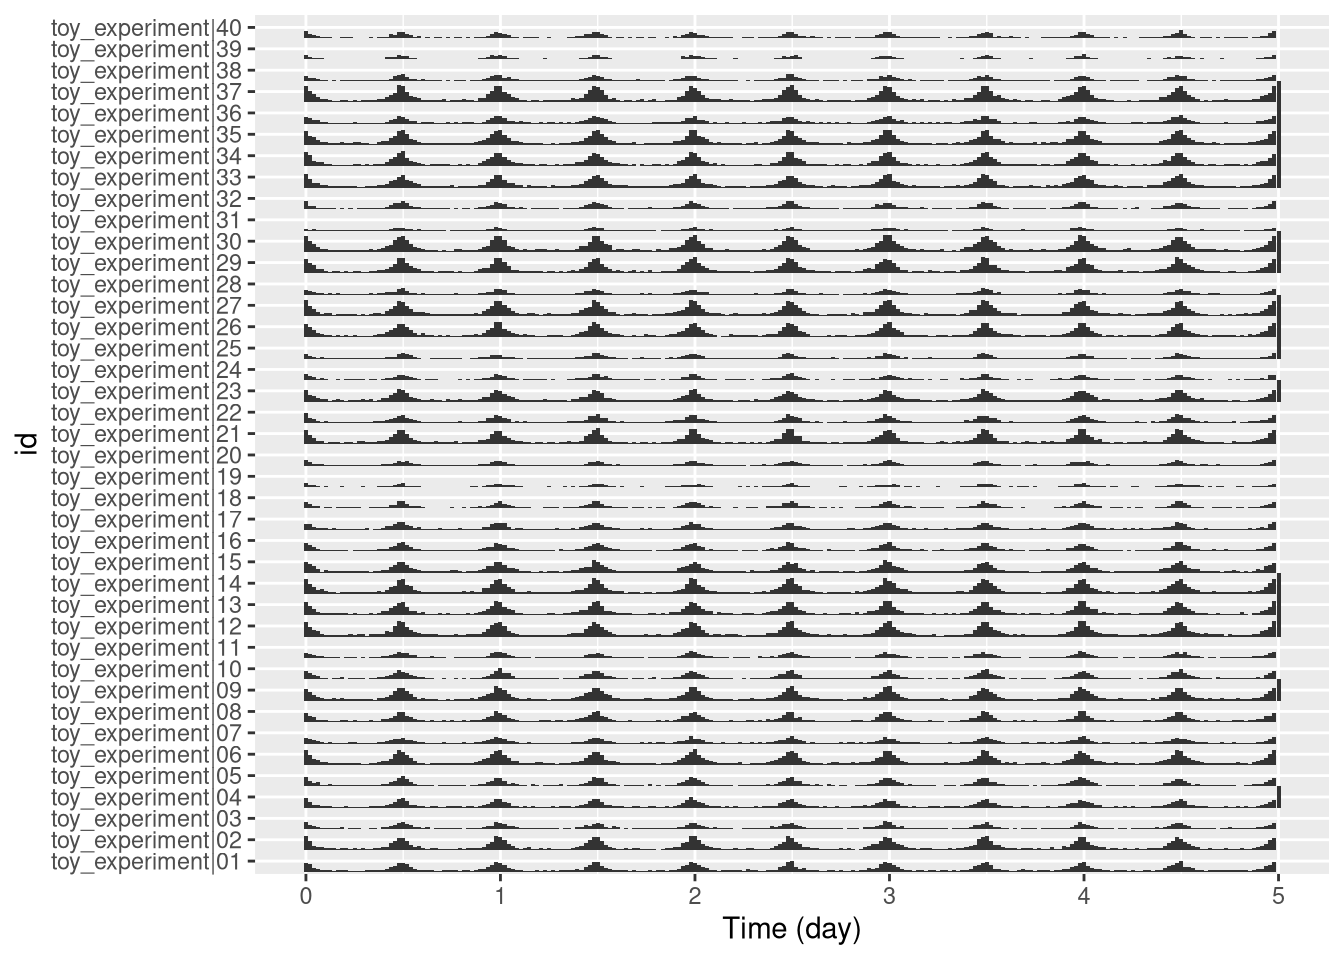 toy_experiment|40
toy_experiment|39
toy_experiment|38
toy_experiment|37
toy_experiment|36
toy_experiment|35
toy_experiment|34
toy_experiment|33
toy_experiment|32
toy_experiment|31
toy_experiment|30
toy_experiment|29
toy_experiment|28
toy_experiment|27
toy_experiment|26
toy_experiment|25
toy_experiment|24
toy_experiment|23
toy_experiment|22
toy_experiment|21
toy_experiment|20
toy_experiment|19
toy_experiment|18
toy_experiment|17
toy_experiment|16
toy_experiment|15
toy_experiment|14
toy_experiment|13
toy_experiment|12
toy_experiment|11
toy_experiment|10
toy_experiment|09
toy_experiment|08
toy_experiment|07
toy_experiment|06
toy_experiment|05
toy_experiment|04
toy_experiment|03
toy_experiment|02
toy_experiment|01
id
0 1 2 3 4 5
Time (day)